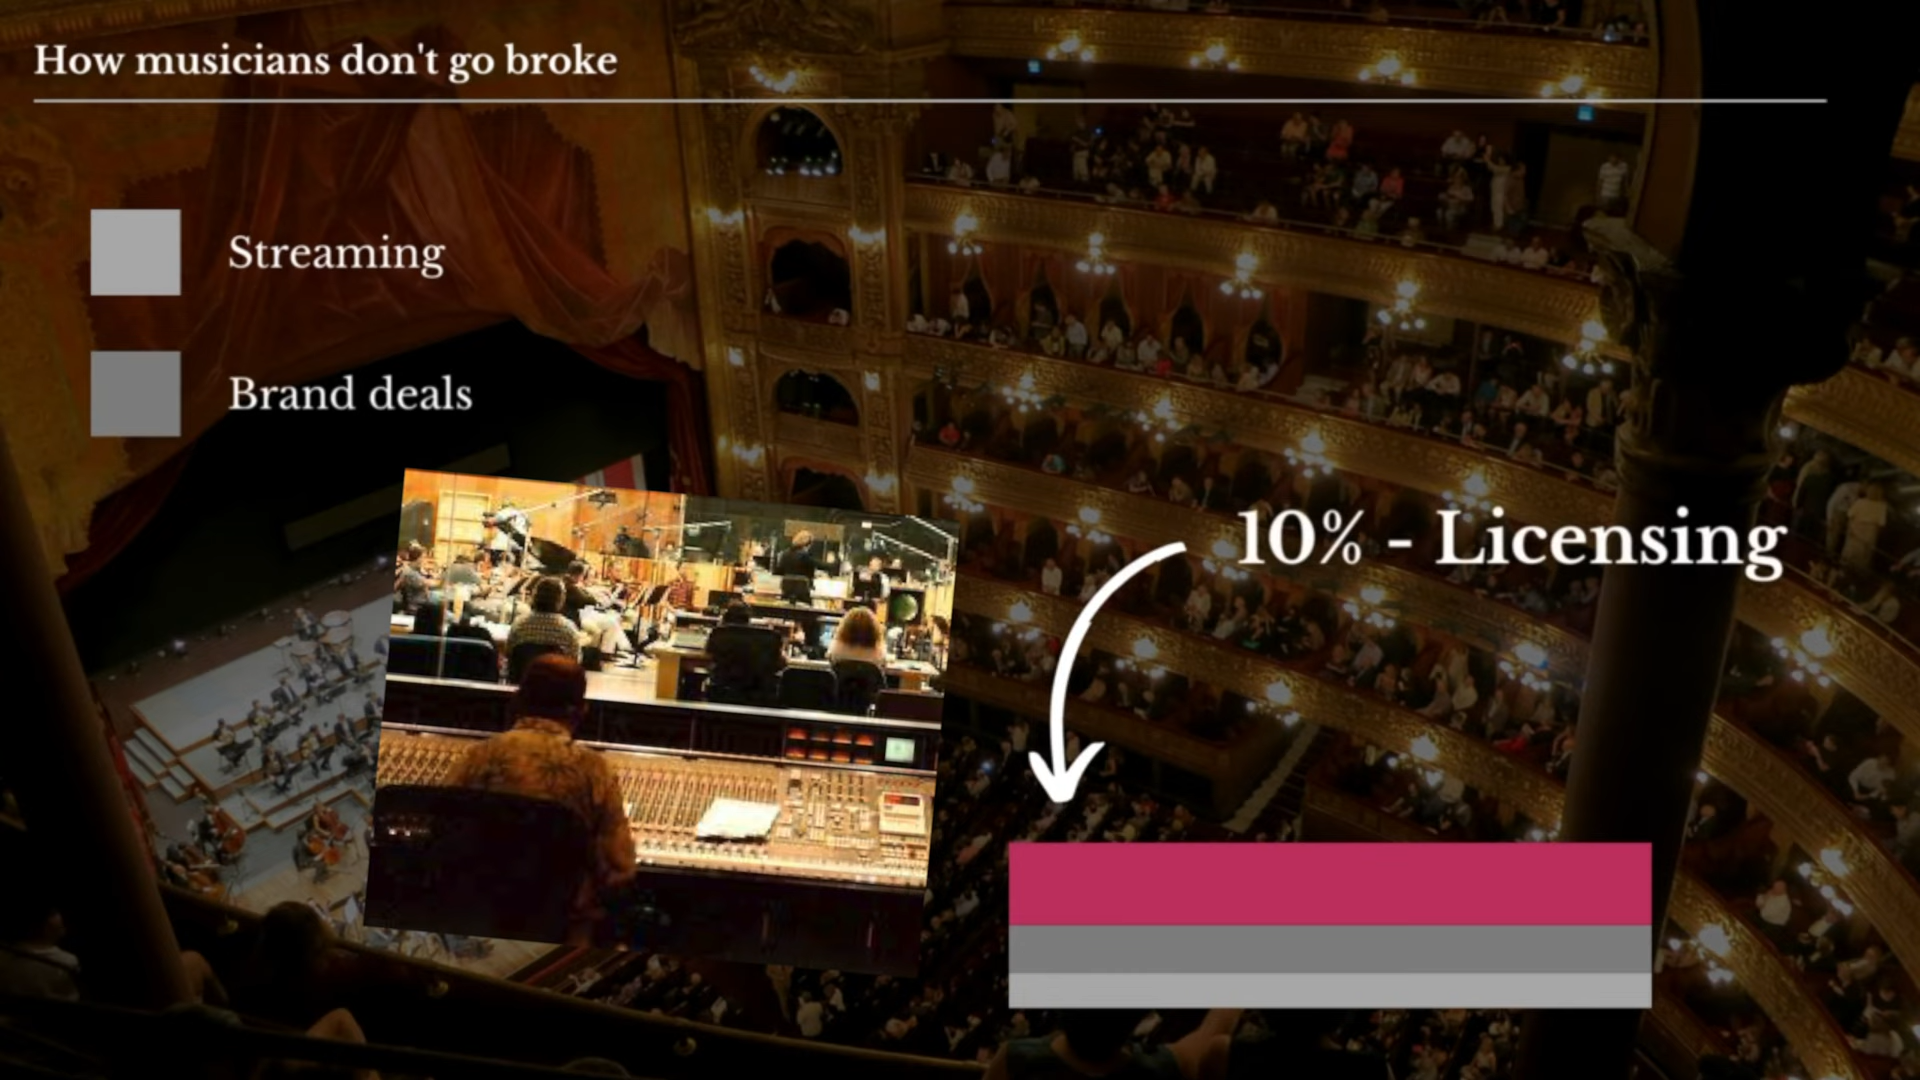 How musicians don't go broke
Streaming
Brand deals
10% - Licensing